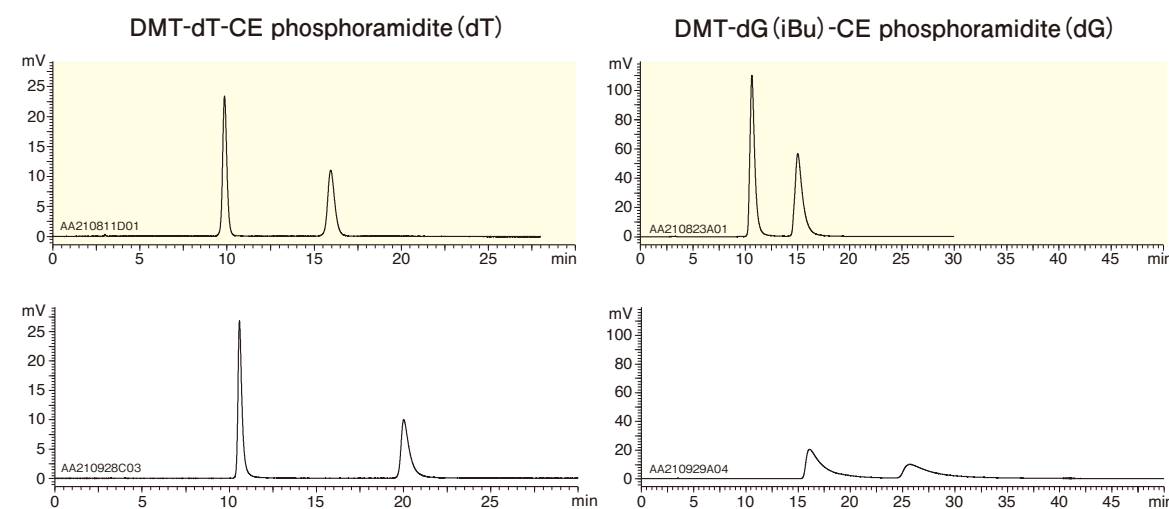 DMT-dT-CE phosphoramidite(dT)
mV
25
20
15
10
5
0
AA210811D01
0 5 10 15 20 25 min
DMT-dG(iBu)-CE phosphoramidite(dG)
mV
100
80
60
40
20
0
AA210823A01
0 5 10 15 20 25 30 35 40 45 min
mV
25
20
15
10
5
0
AA210928C03
0 5 10 15 20 25 min
mV
100
80
60
40
20
0
AA210929A04
0 5 10 15 20 25 30 35 40 45 min